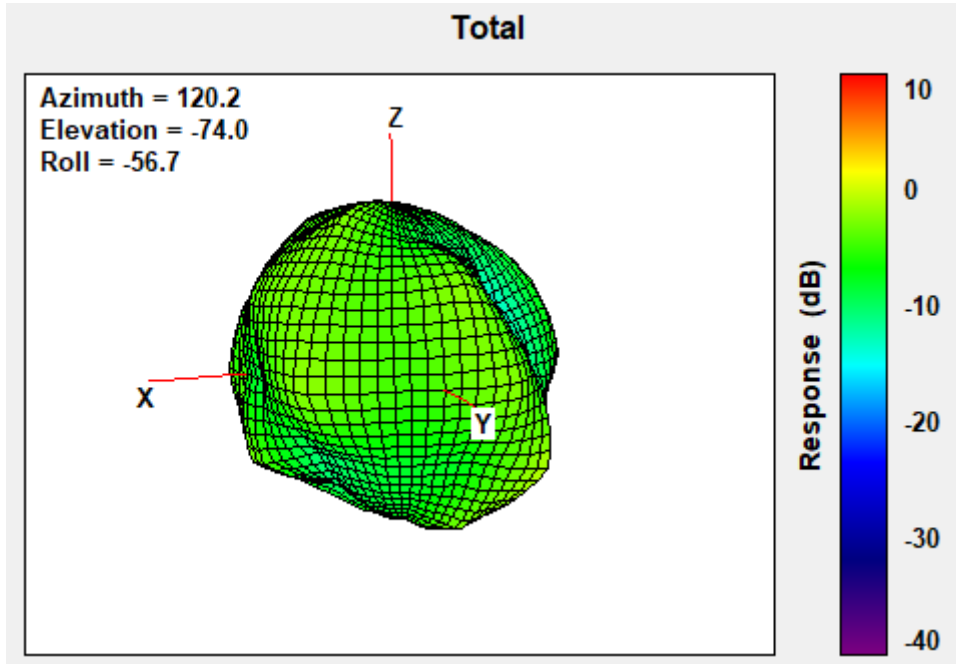 Total
Azimuth = 120.2
Elevation = -74.0
Roll = -56.7
Z
X
Y
10
0
-10
-20
-30
-40
Response (dB)